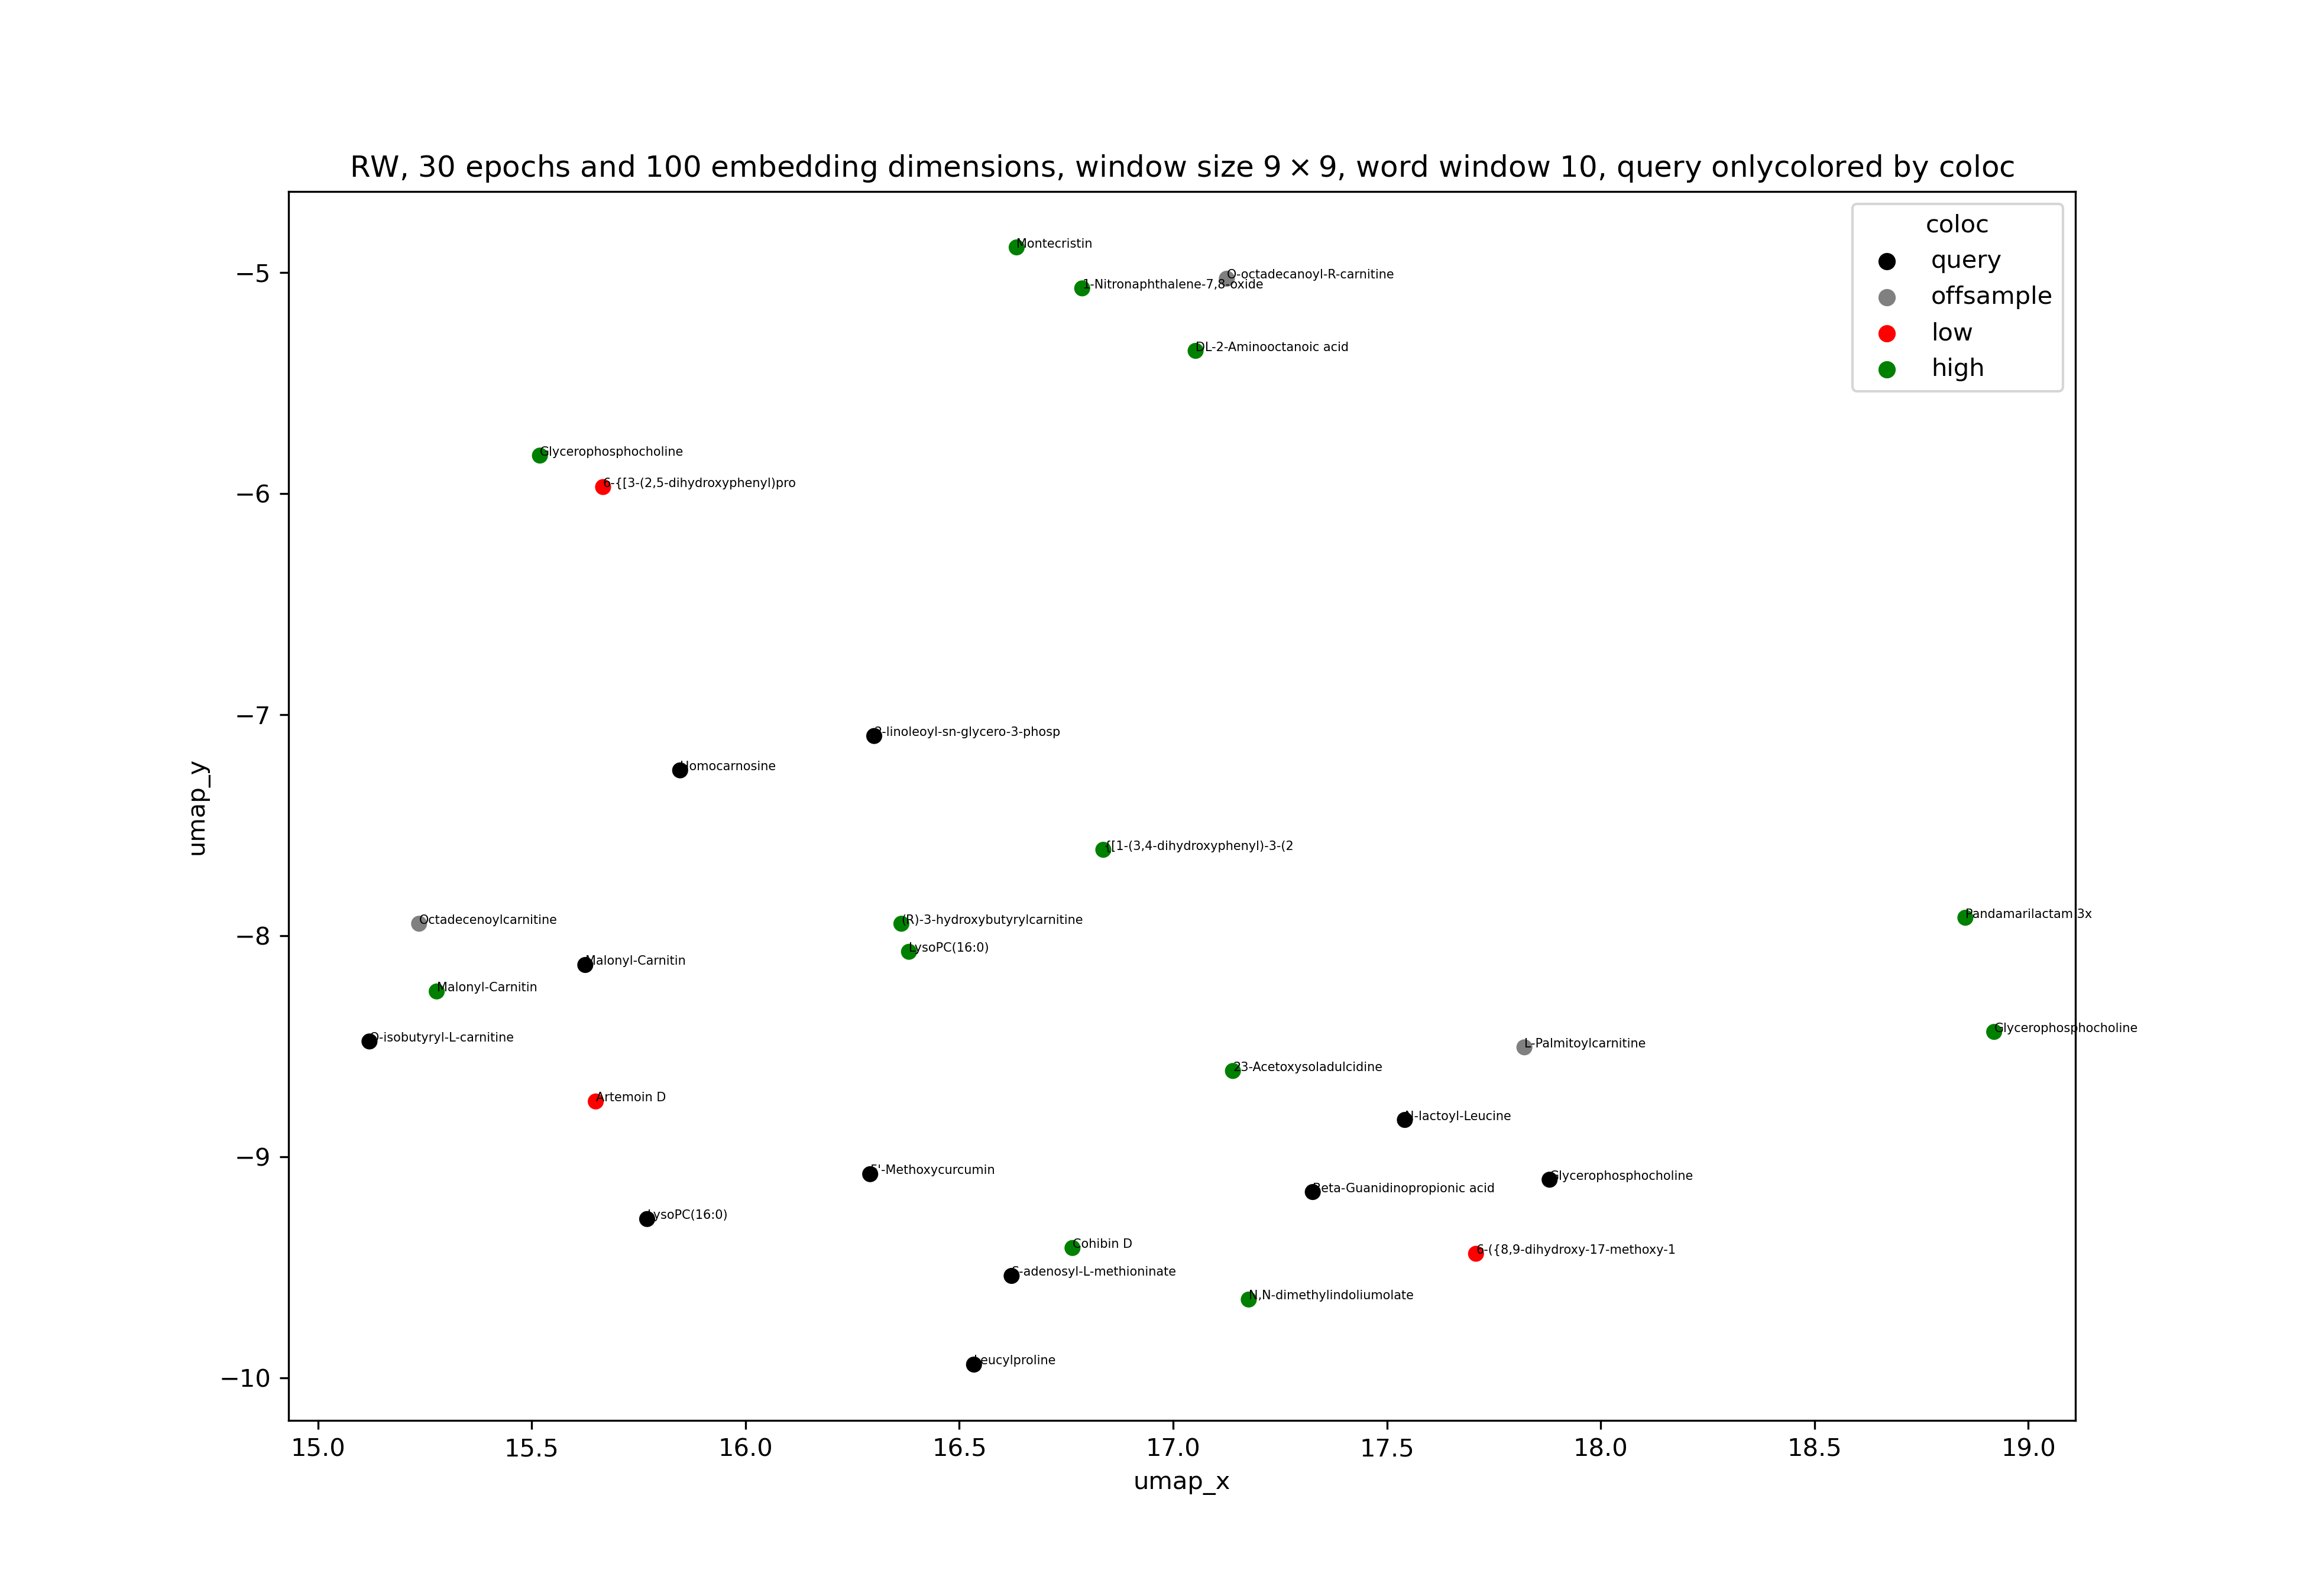 RW, 30 epochs and 100 embedding dimensions, window size 9 × 9, word window 10, query onlycolored by coloc
coloc
query
offsample
low
high
Montecristin
O-octadecanoyl-R-carnitine
1-Nitronaphthalene-7,8-oxide
DL-2-Aminooctanoic acid
Glycerophosphocholine
6-{[3-(2,5-dihydroxyphenyl)pro
2-linoleoyl-sn-glycero-3-phosp
Homocarnosine
{[1-(3,4-dihydroxyphenyl)-3-(2
Pandamarilactam 3x
Octadecenoylcarnitine
(R)-3-hydroxybutyrylcarnitine
LysoPC(16:0)
Malonyl-Carnitin
Malonyl-Carnitin
Glycerophosphocholine
O-isobutyryl-L-carnitine
L-Palmitoylcarnitine
23-Acetoxysoladulcidine
Artemoin D
N-lactoyl-Leucine
5'-Methoxycurcumin
Glycerophosphocholine
Beta-Guanidinopropionic acid
LysoPC(16:0)
Cohibin D
6-({8,9-dihydroxy-17-methoxy-1
S-adenosyl-L-methioninate
N,N-dimethylindoliumolate
Leucylproline
−5
−6
−7
−8
−9
−10
umap_y
15.0 15.5 16.0 16.5 17.0 17.5 18.0 18.5 19.0
umap_x